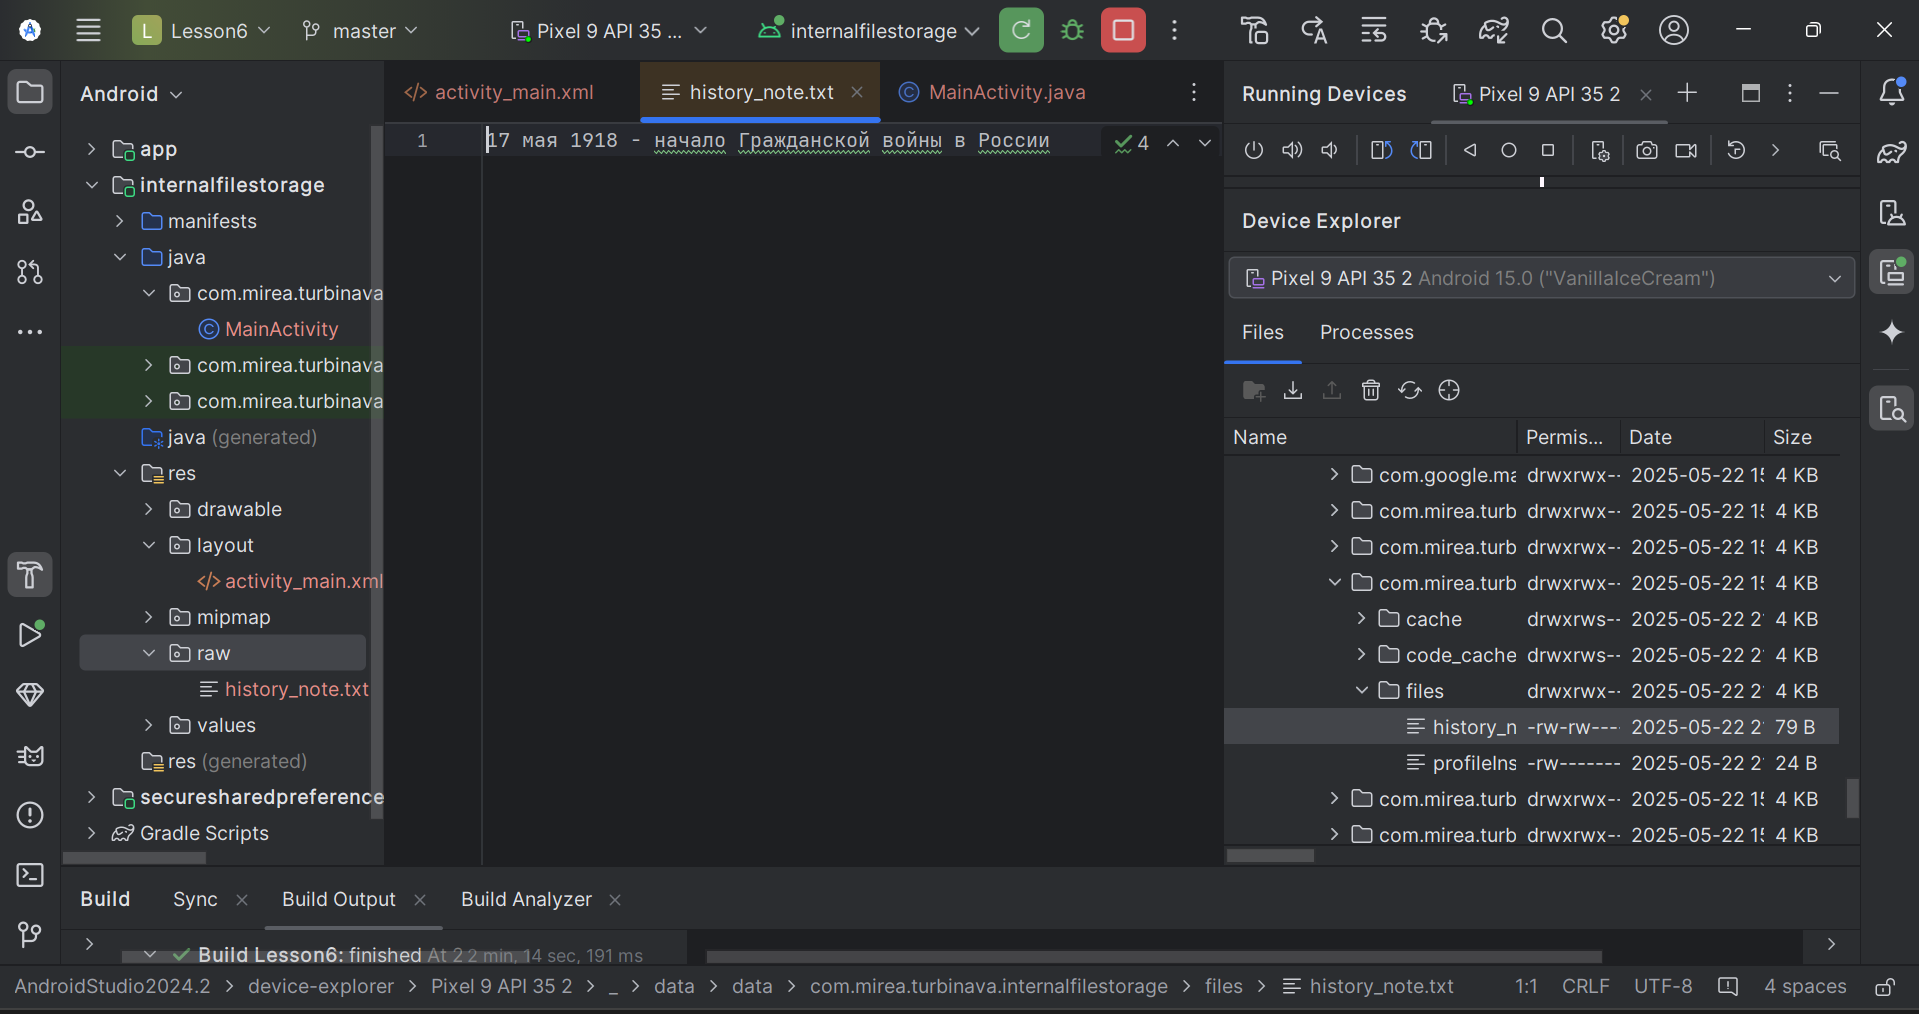 L Lesson6 master Pixel 9 API 35 ... internalfilestorage
Android
app
internalfilestorage
manifests
java
com.mirea.turbinava
MainActivity
com.mirea.turbinava
com.mirea.turbinava
java (generated)
res
drawable
layout
activity_main.xml
mipmap
raw
history_note.txt
values
res (generated)
securesharedpreference
Gradle Scripts
activity_main.xml history_note.txt MainActivity.java
1 17 мая 1918 - начало Гражданской войны в России 4
Running Devices Pixel 9 API 35 2
Device Explorer
Pixel 9 API 35 2 Android 15.0 ("VanillaIceCream")
Files Processes
Name Permis... Date Size
com.google.ma drwxrwx-- 2025-05-22 15 4 KB
com.mirea.turb drwxrwx-- 2025-05-22 15 4 KB
com.mirea.turb drwxrwx-- 2025-05-22 15 4 KB
com.mirea.turb drwxrwx-- 2025-05-22 15 4 KB
cache drwxrws-- 2025-05-22 2 4 KB
code_cache drwxrws-- 2025-05-22 2 4 KB
files drwxrwx-- 2025-05-22 2 4 KB
history_n -rw-rw---- 2025-05-22 2 79 B
profileIns -rw------- 2025-05-22 2 24 B
com.mirea.turb drwxrwx-- 2025-05-22 15 4 KB
com.mirea.turb drwxrwx-- 2025-05-22 15 4 KB
Build Sync Build Output Build Analyzer
Build Lesson6: finished At 2 2 min, 14 sec, 191 ms
AndroidStudio2024.2 > device-explorer > Pixel 9 API 35 2 > _ > data > data > com.mirea.turbinava.internalfilestorage > files > history_note.txt 1:1 CRLF UTF-8 4 spaces